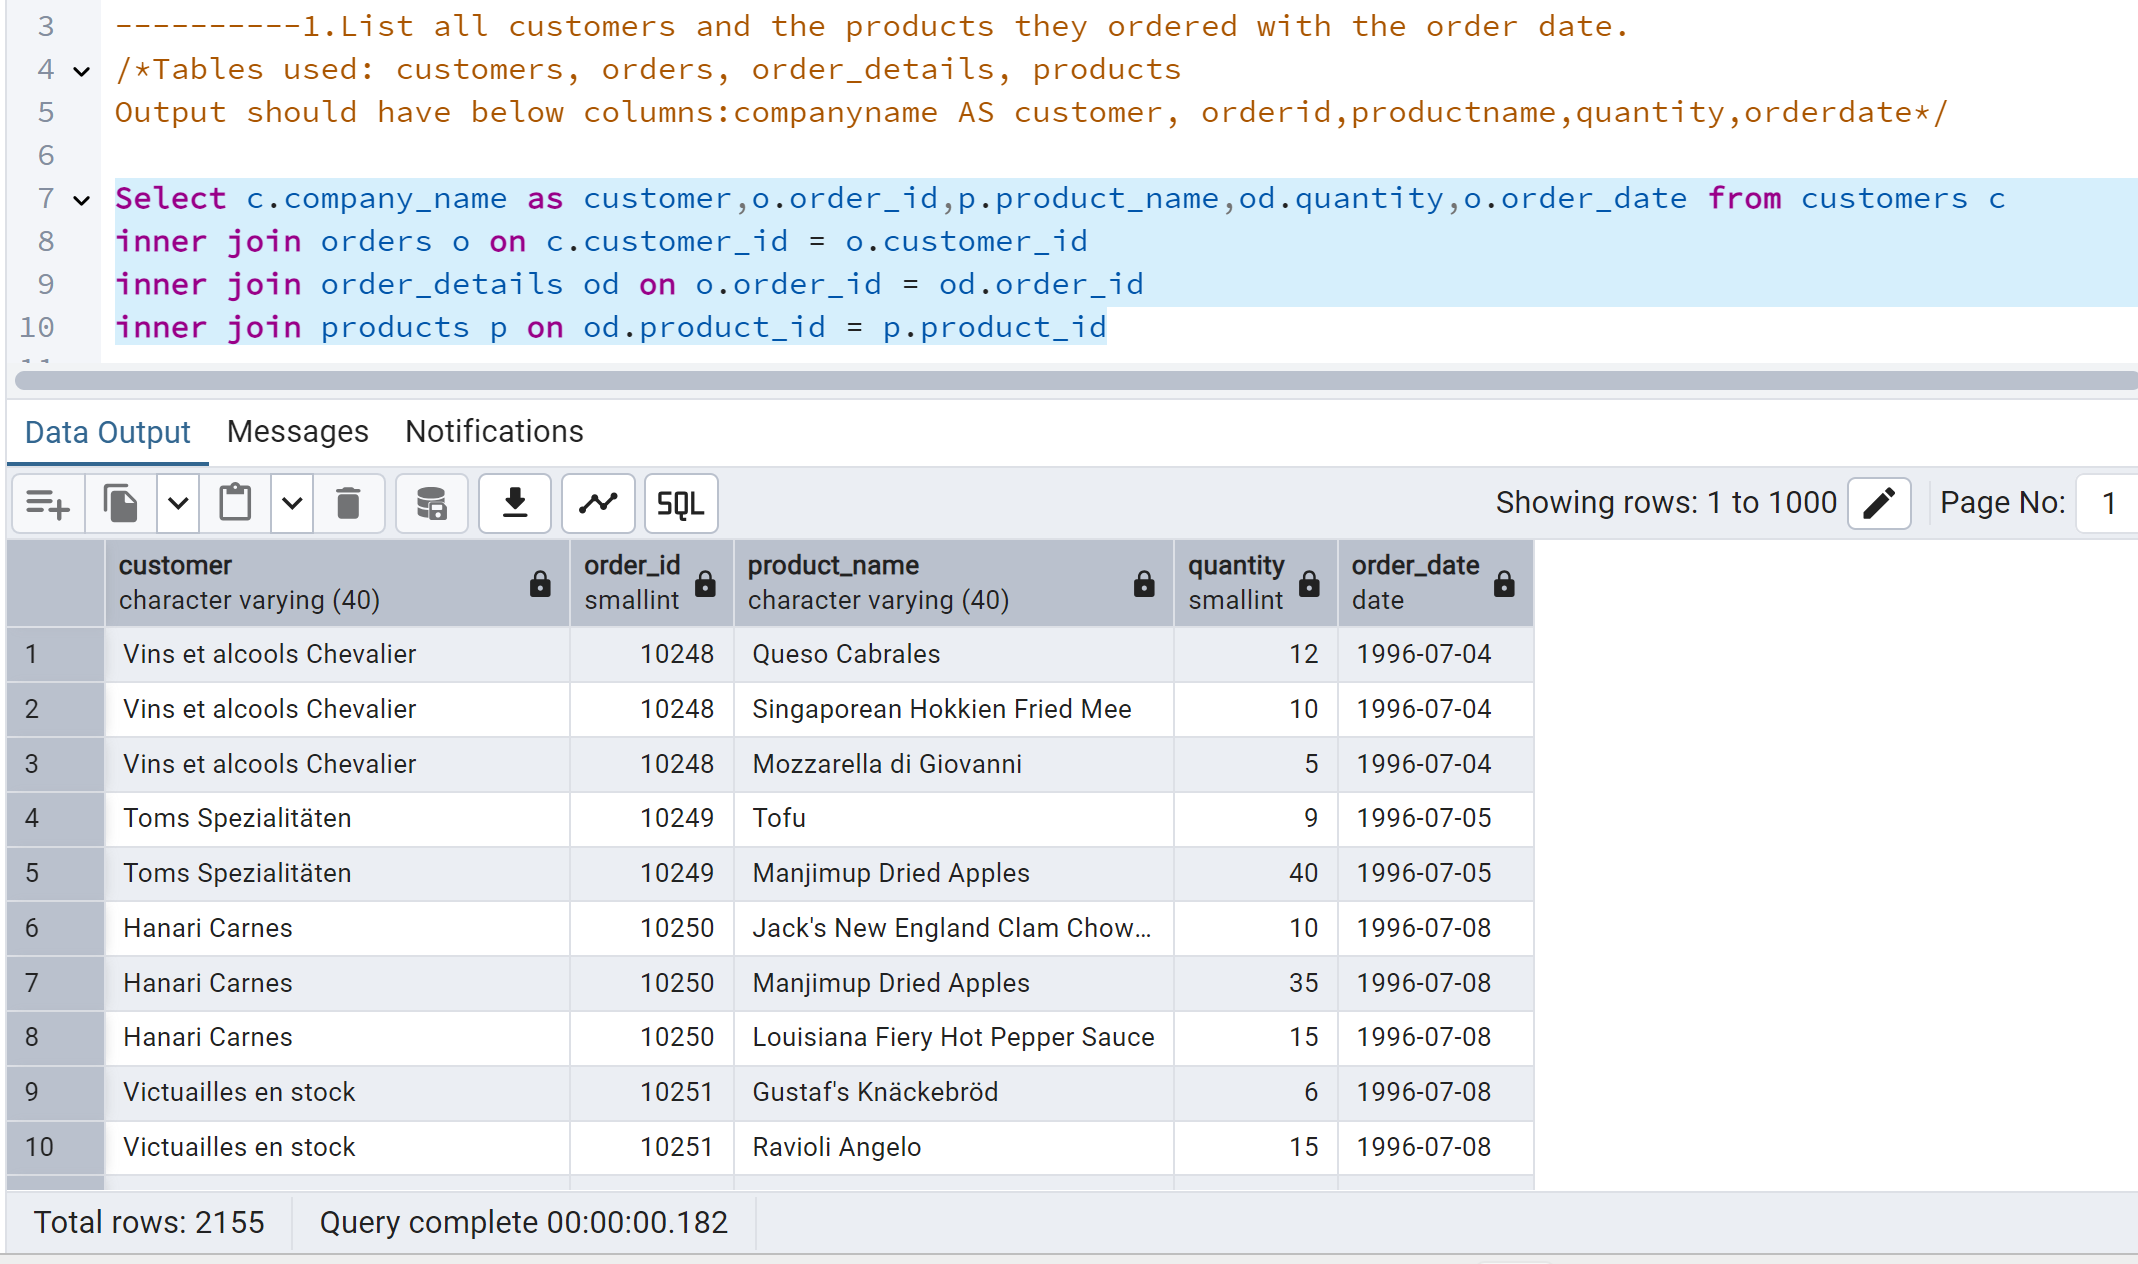 3 ----------1.List all customers and the products they ordered with the order date.
4 /*Tables used: customers, orders, order_details, products
5 Output should have below columns:companyname AS customer, orderid,productname,quantity,orderdate*/
6
7 Select c.company_name as customer,o.order_id,p.product_name,od.quantity,o.order_date from customers c
8 inner join orders o on c.customer_id = o.customer_id
9 inner join order_details od on o.order_id = od.order_id
10 inner join products p on od.product_id = p.product_id
Data Output Messages Notifications
SQL Showing rows: 1 to 1000 Page No: 1
customer order_id product_name quantity order_date
character varying (40) smallint character varying (40) smallint date
1 Vins et alcools Chevalier 10248 Queso Cabrales 12 1996-07-04
2 Vins et alcools Chevalier 10248 Singaporean Hokkien Fried Mee 10 1996-07-04
3 Vins et alcools Chevalier 10248 Mozzarella di Giovanni 5 1996-07-04
4 Toms Spezialitäten 10249 Tofu 9 1996-07-05
5 Toms Spezialitäten 10249 Manjimup Dried Apples 40 1996-07-05
6 Hanari Carnes 10250 Jack's New England Clam Chow... 10 1996-07-08
7 Hanari Carnes 10250 Manjimup Dried Apples 35 1996-07-08
8 Hanari Carnes 10250 Louisiana Fiery Hot Pepper Sauce 15 1996-07-08
9 Victuailles en stock 10251 Gustaf's Knäckebröd 6 1996-07-08
10 Victuailles en stock 10251 Ravioli Angelo 15 1996-07-08
Total rows: 2155 Query complete 00:00:00.182